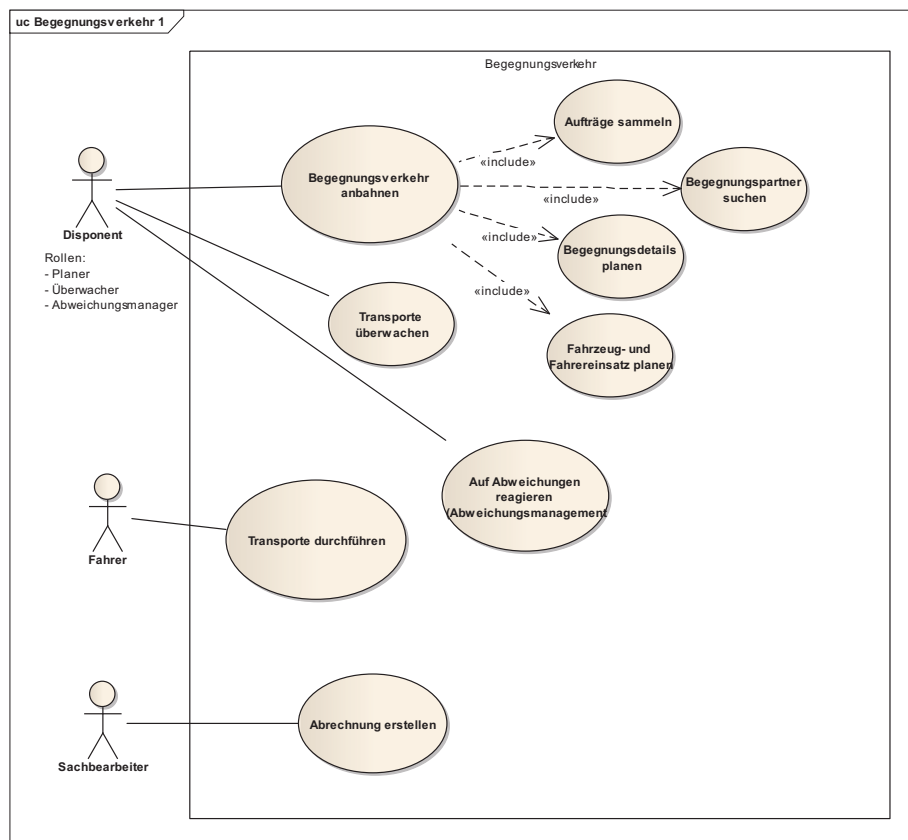 uc Begegnungsverkehr 1
Begegnungsverkehr
Aufträge sammeln
«include»
Begegnungsverkehr
anbahnen
Begegnungspartner
suchen
«include»
Disponent
Rollen:
- Planer
- Überwacher
- Abweichungsmanager
«include»
Begegnungsdetails
planen
«include»
Transporte
überwachen
Fahrzeug- und
Fahrereinsatz planen
Auf Abweichungen
reagieren
(Abweichungsmanagement
Fahrer
Transporte durchführen
Sachbearbeiter
Abrechnung erstellen